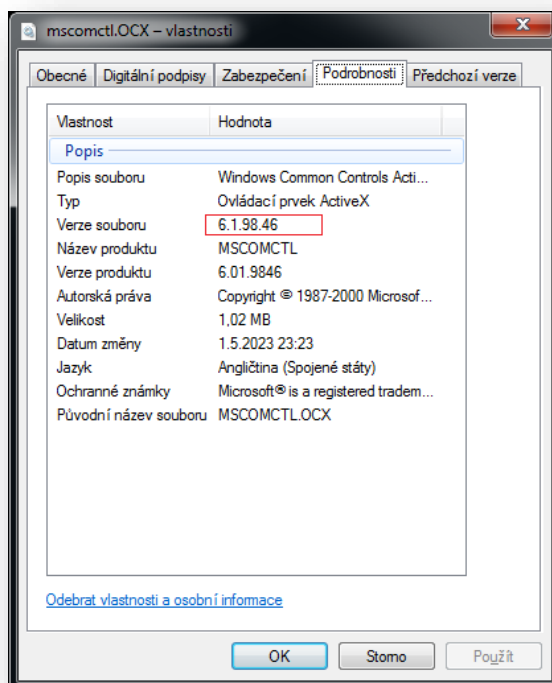 mscomctl.OCX – vlastnosti
Obecné Digitální podpisy Zabezpečení Podrobnosti Předchozí verze
Vlastnost Hodnota
Popis
Popis souboru Windows Common Controls Acti...
Typ Ovládací prvek ActiveX
Verze souboru 6.1.98.46
Název produktu MSCOMCTL
Verze produktu 6.01.9846
Autorská práva Copyright © 1987-2000 Microsof...
Velikost 1,02 MB
Datum změny 1.5.2023 23:23
Jazyk Angličtina (Spojené státy)
Ochranné známky Microsoft® is a registered tradem...
Původní název souboru MSCOMCTL.OCX
Odebrat vlastnosti a osobní informace
OK Storno Použít